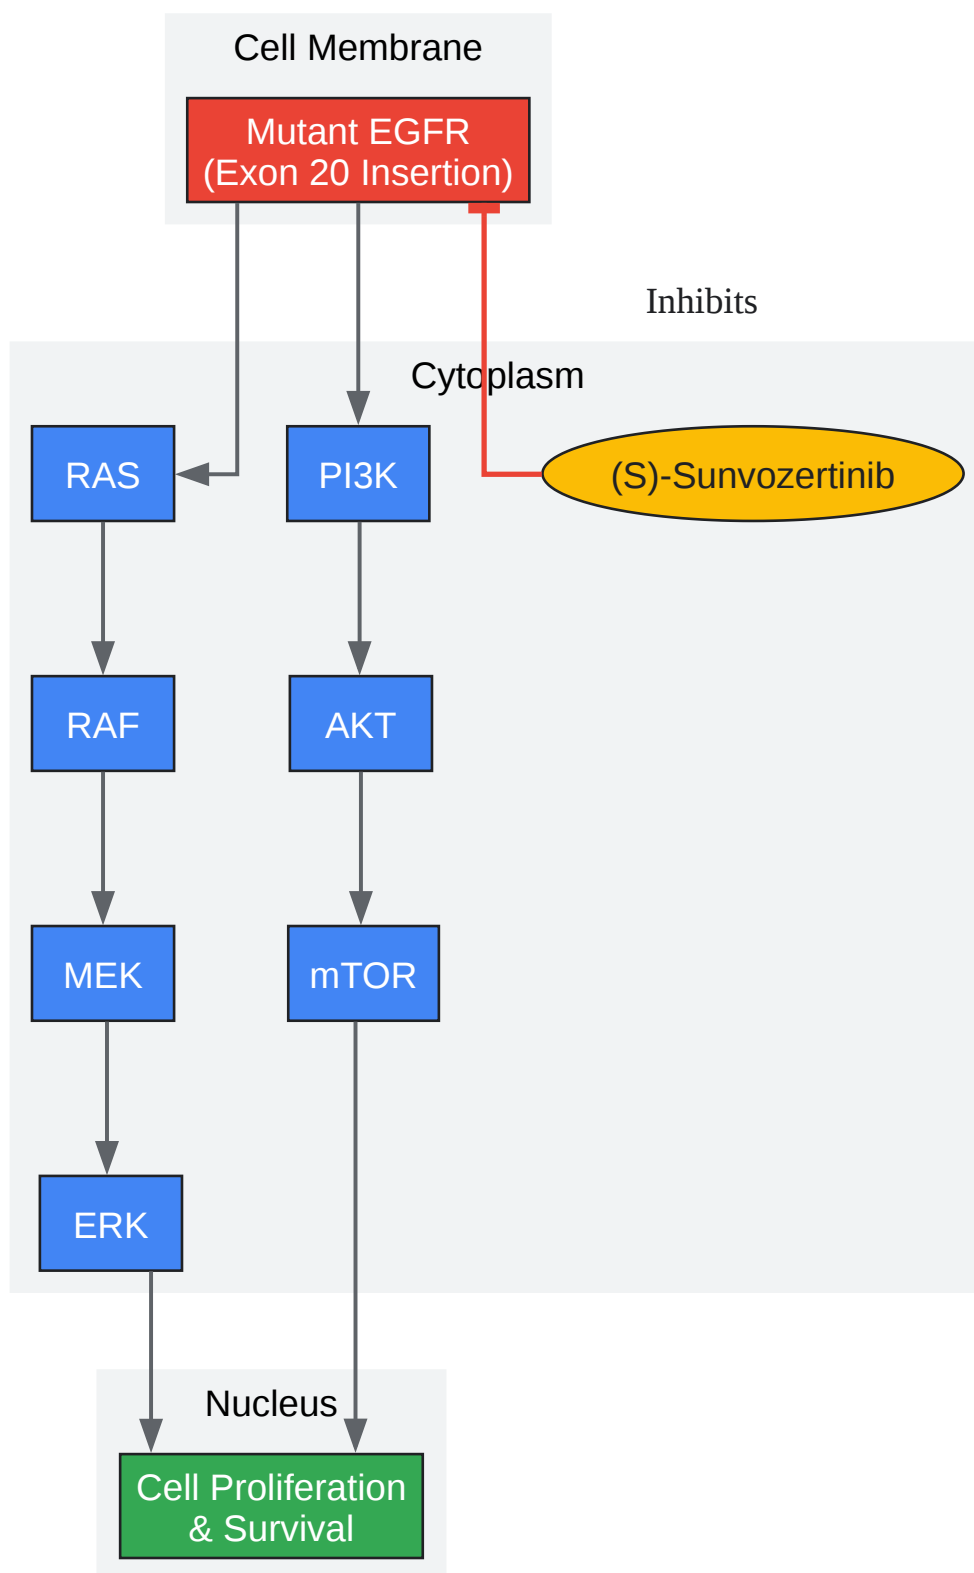 Cell Membrane
Mutant EGFR
(Exon 20 Insertion)
Inhibits
Cytoplasm
RAS
PI3K
(S)-Sunvozertinib
RAF
AKT
MEK
mTOR
ERK
Nucleus
Cell Proliferation
& Survival